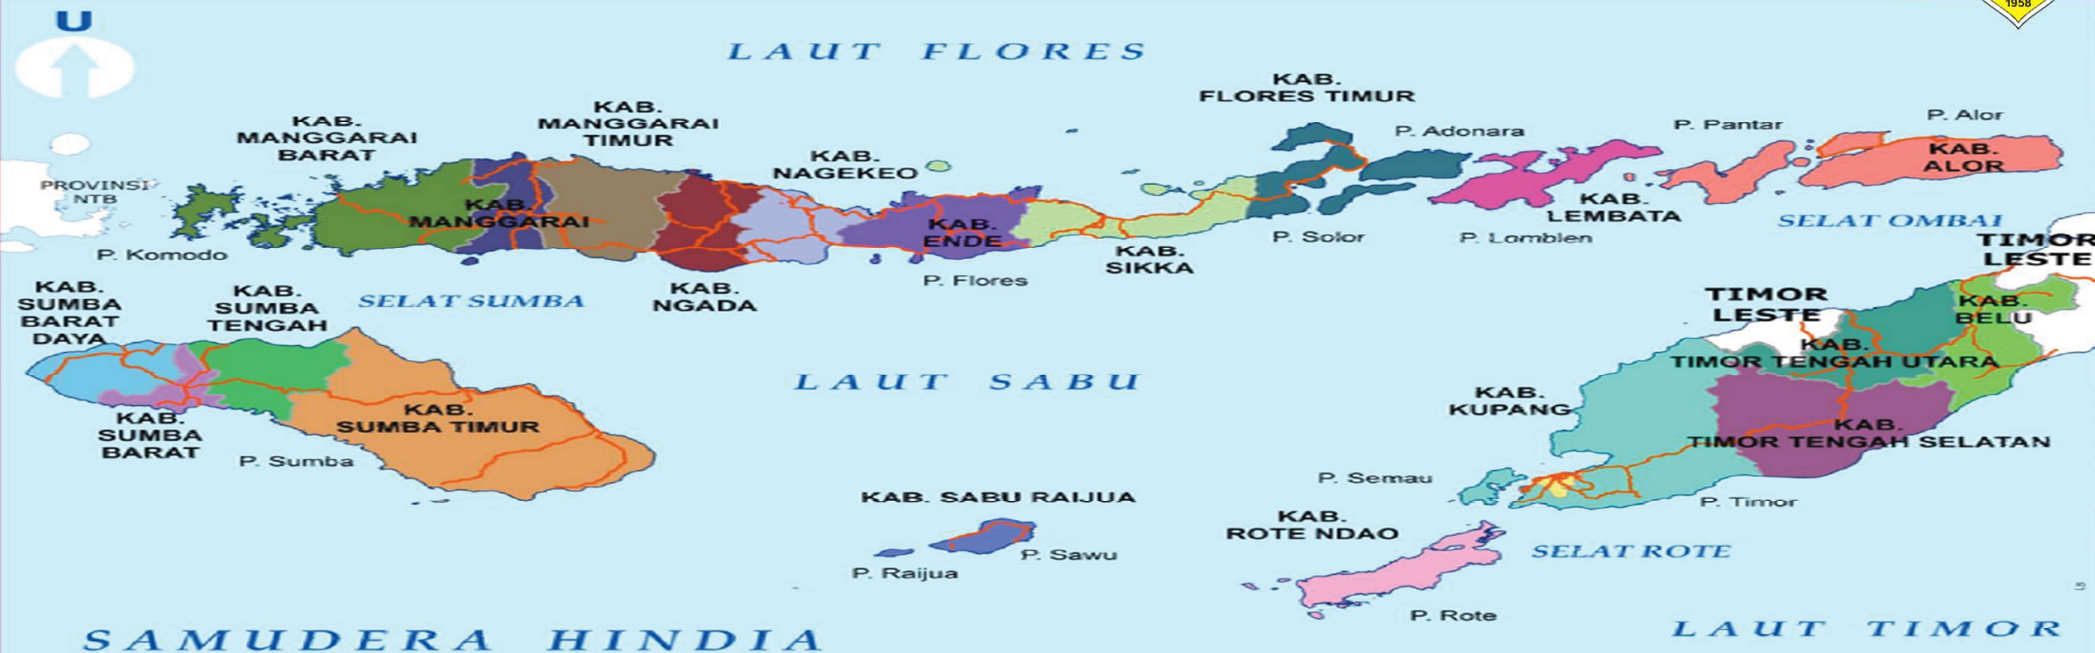 U
1958
LAUT FLORES
KAB.
MANGGARAI
BARAT
KAB.
MANGGARAI
TIMUR
KAB.
NAGEKEO
KAB.
FLORES TIMUR
P. Adonara
P. Pantar
P. Alor
KAB.
ALOR
PROVINSI
NTB
P. Komodo
KAB.
MANGGARAI
KAB.
ENDE
P. Flores
KAB.
SIKKA
P. Solor
KAB.
LEMBATA
P. Lomblen
SELAT OMBAI
TIMOR
LESTE
KAB.
SUMBA
BARAT
DAYA
KAB.
SUMBA
TENGAH
SELAT SUMBA
KAB.
NGADA
TIMOR
LESTE
KAB.
BELU
KAB.
TIMOR TENGAH UTARA
LAUT SABU
KAB.
KUPANG
KAB.
SUMBA TIMUR
KAB.
SUMBA
BARAT
P. Sumba
KAB.
TIMOR TENGAH SELATAN
P. Semau
P. Timor
KAB. SABU RAIJUA
P. Sawu
P. Raijua
KAB.
ROTE NDAO
SELAT ROTE
P. Rote
SAMUDERA HINDIA
LAUT TIMOR